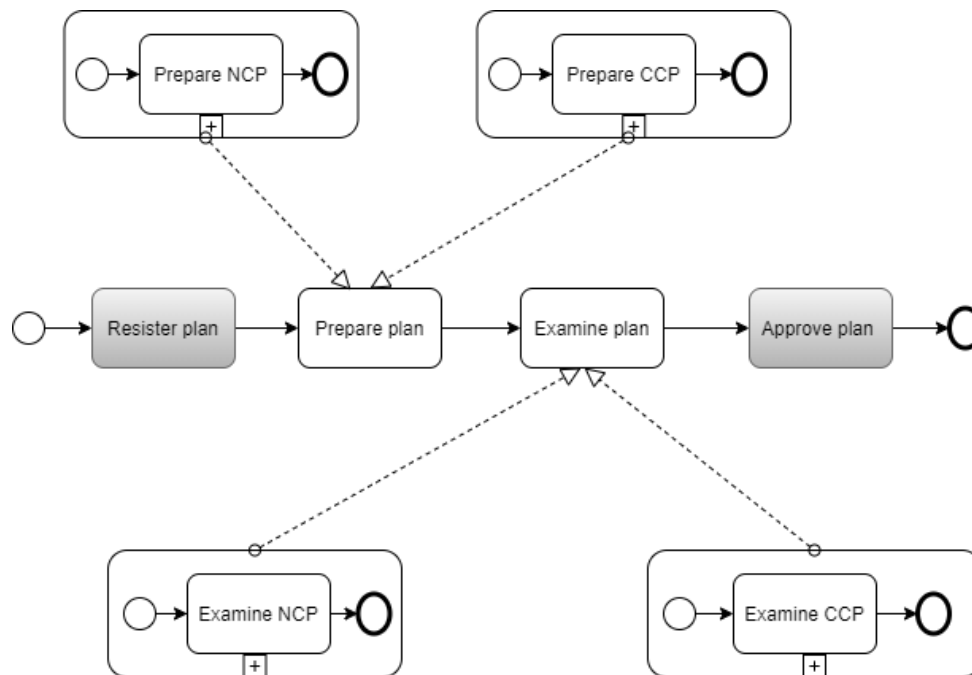 Prepare NCP
Prepare CCP
+
+
Resister plan
Prepare plan
Examine plan
Approve plan
Examine NCP
Examine CCP
+
+